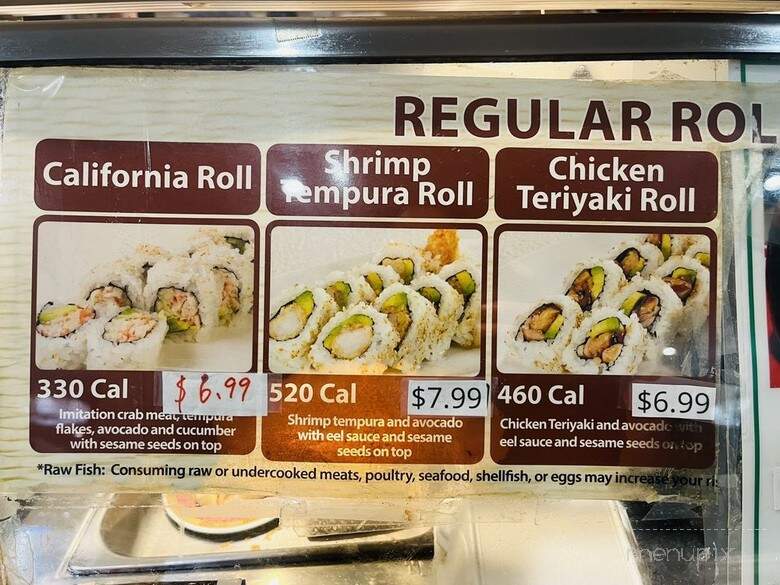 REGULAR ROL
California Roll
330 Cal
$6.99
Imitation crab meat, tempura
flakes, avocado and cucumber
with sesame seeds on top
Shrimp
Tempura Roll
520 Cal
$7.99
Shrimp tempura and avocado
with eel sauce and sesame
seeds on top
Chicken
Teriyaki Roll
460 Cal
$6.99
Chicken Teriyaki and avocado with
eel sauce and sesame seeds on top
*Raw Fish: Consuming raw or undercooked meats, poultry, seafood, shellfish, or eggs may increase your ris
menupix